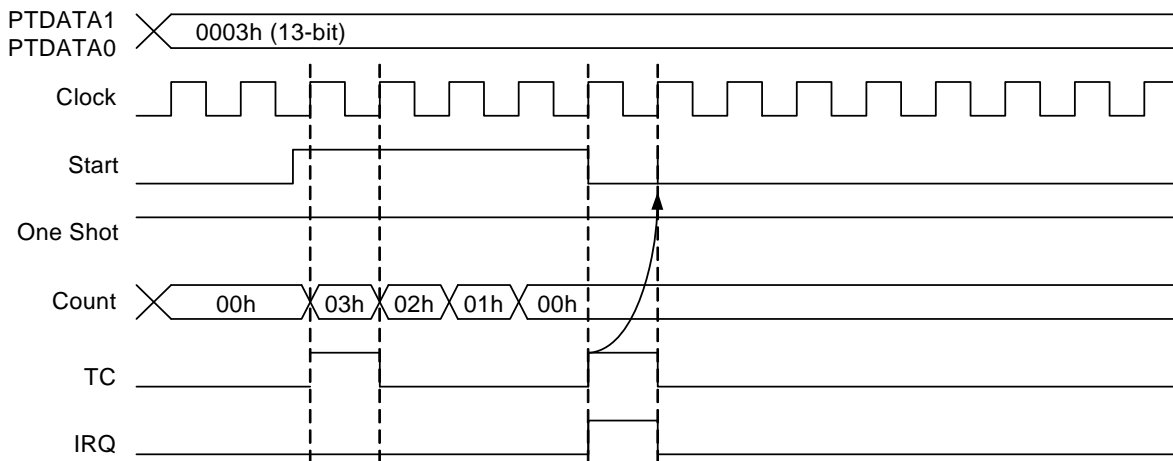 PTDATA1
PTDATA0
0003h (13-bit)
Clock
Start
One Shot
Count
00h
03h
02h
01h
00h
TC
IRQ